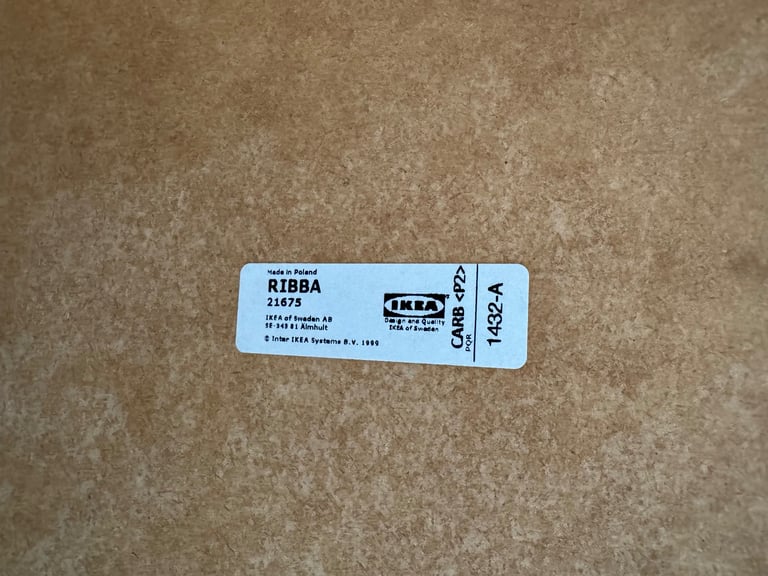 Made in Poland
RIBBA
21675
IKEA of Sweden AB
SE-343 81 Älmhult
© Inter IKEA Systems B.V. 1999
IKEA®
Design and Quality
IKEA of Sweden
CARB <P2>
PQR
1432-A